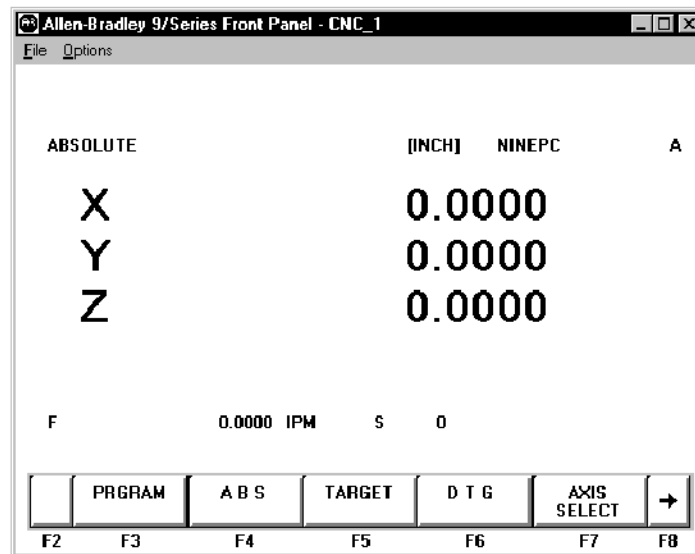 Allen-Bradley 9/Series Front Panel - CNC_1
File Options
ABSOLUTE [INCH] NINEPC A
X 0.0000
Y 0.0000
Z 0.0000
F 0.0000 IPM S 0
PRGRAM A B S TARGET D T G AXIS SELECT →
F2 F3 F4 F5 F6 F7 F8